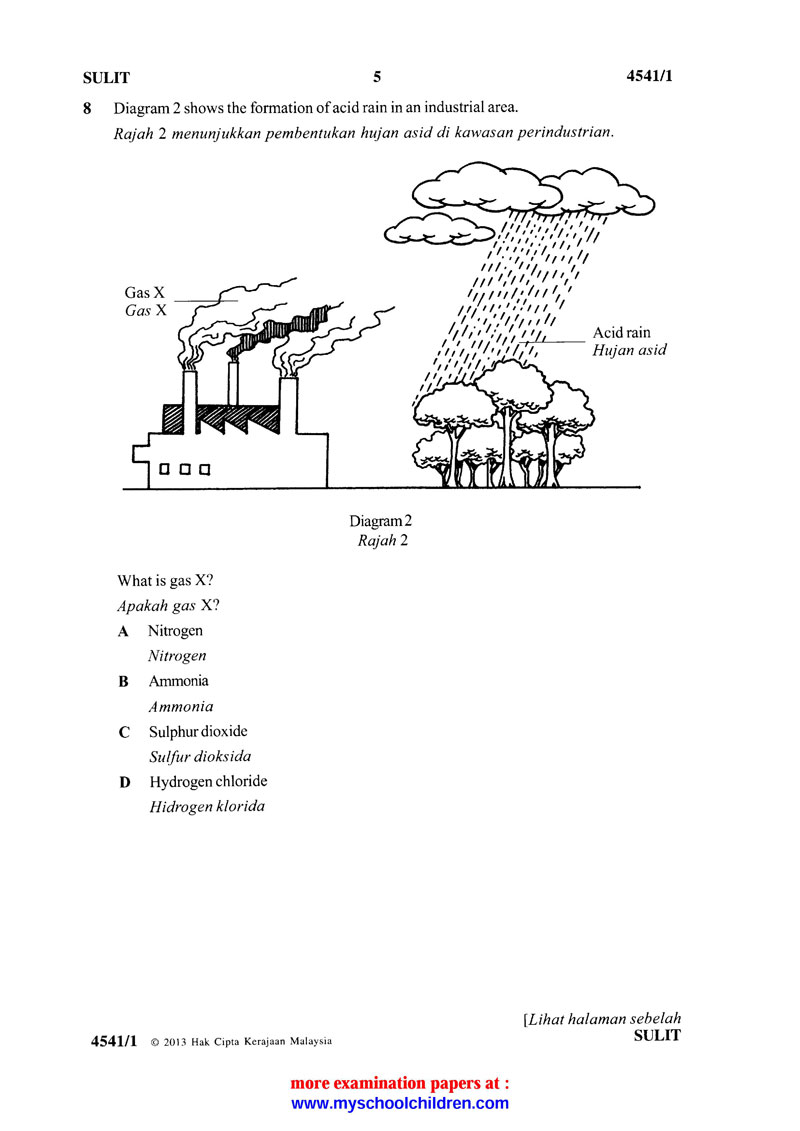 SULIT 5 4541/1
8 Diagram 2 shows the formation of acid rain in an industrial area.
Rajah 2 menunjukkan pembentukan hujan asid di kawasan perindustrian.
Gas X
Gas X
Acid rain
Hujan asid
Diagram 2
Rajah 2
What is gas X?
Apakah gas X?
A Nitrogen
Nitrogen
B Ammonia
Ammonia
C Sulphur dioxide
Sulfur dioksida
D Hydrogen chloride
Hidrogen klorida
[Lihat halaman sebelah
4541/1 © 2013 Hak Cipta Kerajaan Malaysia SULIT
more examination papers at :
www.myschoolchildren.com